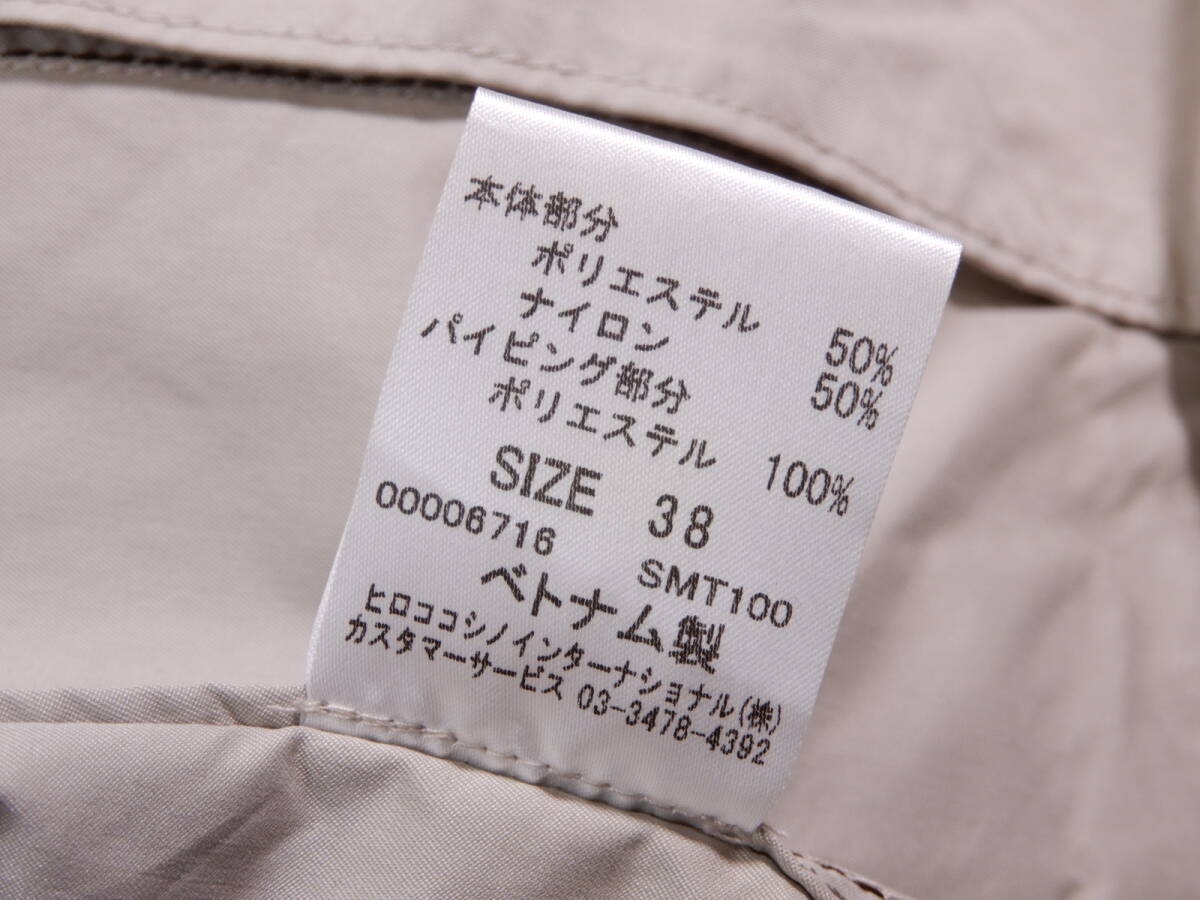 本体部分
ポリエステル 50%
ナイロン 50%
パイピング部分
ポリエステル 100%
SIZE 38
00006716 SMT100
ベトナム製
ヒロココシノインターナショナル(株)
カスタマーサービス 03-3478-4392